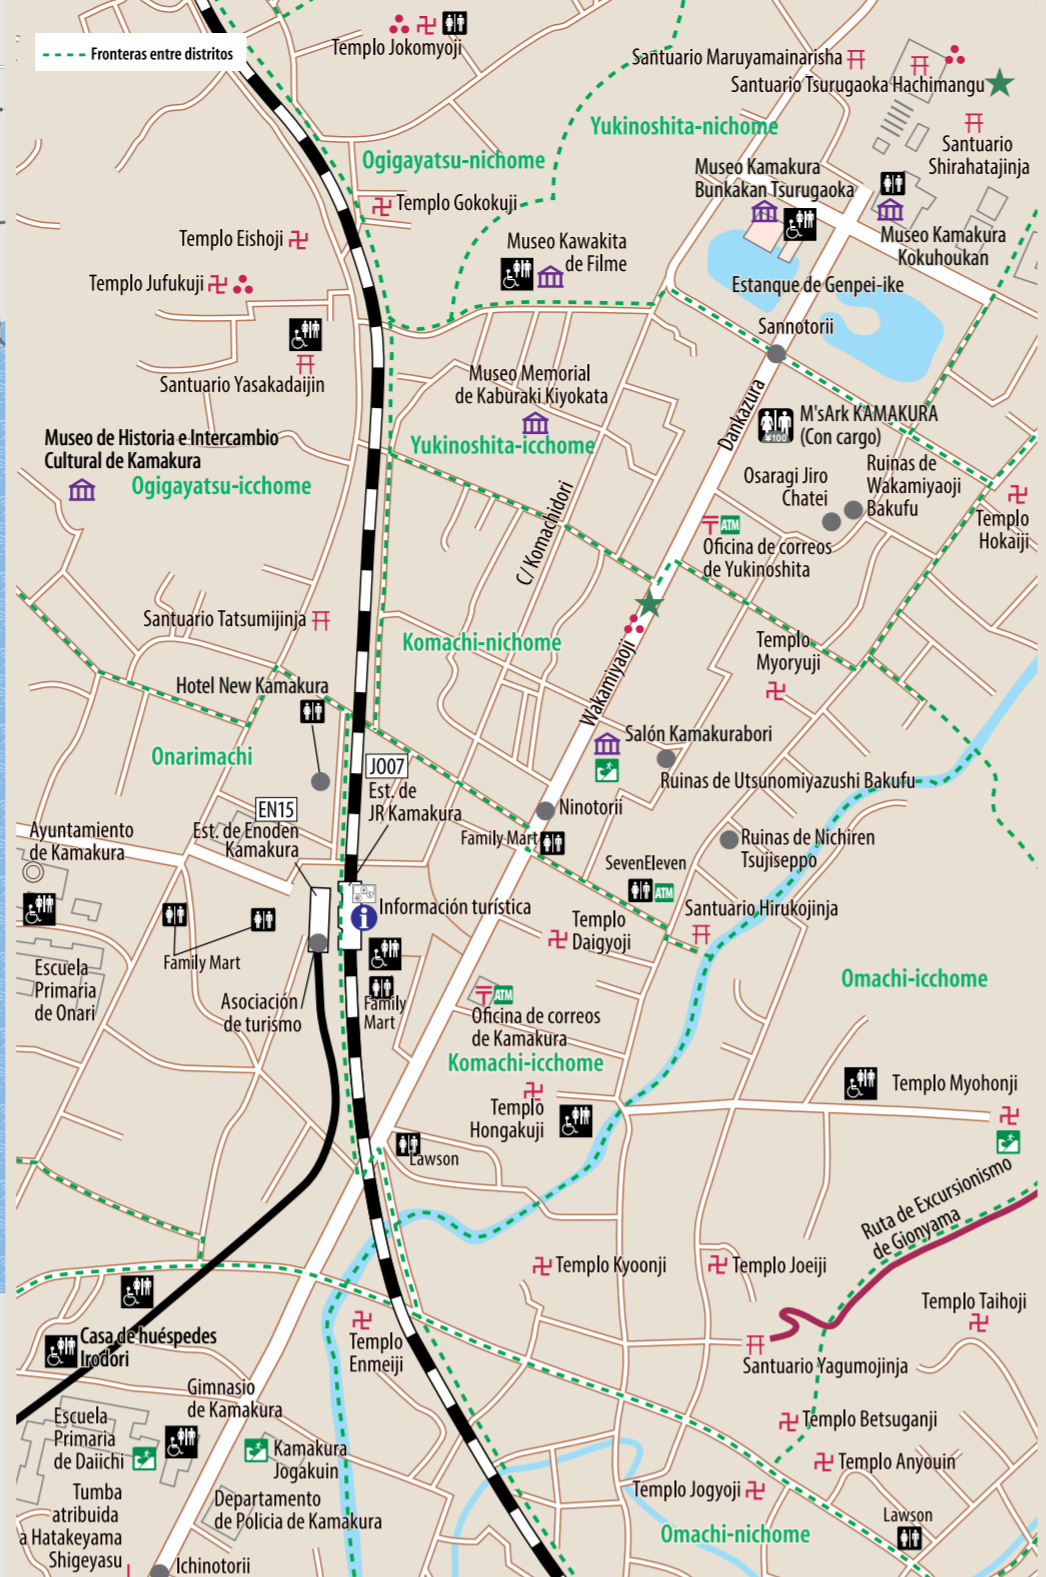 Fronteras entre distritos
Templo Jokomyoji
Santuario Maruyamainarisha
Santuario Tsurugaoka Hachimangu
Yukinoshita-nichome
Santuario
Shirahatajinja
Ogigayatsu-nichome
Museo Kamakura
Bunkakan Tsurugaoka
Templo Gokokuji
Templo Eishoji
Museo Kamakura
Kokuhoukan
Museo Kawakita
de Filme
Templo Jufukuji
Estanque de Genpei-ike
Sannotorii
Santuario Yasakadaijin
Museo Memorial
de Kaburaki Kiyokata
Dankazura
¥100
M'sArk KAMAKURA
(Con cargo)
Museo de Historia e Intercambio
Cultural de Kamakura
Yukinoshita-icchome
Ogigayatsu-icchome
Osaragi Jiro
Chatei
Ruinas de
Wakamiyaoji
Bakufu
Templo
Hokaiji
C/ Komachidori
ATM
Oficina de correos
de Yukinoshita
Santuario Tatsumijinja
Komachi-nichome
Templo
Myoryuji
Wakamiyaoji
Hotel New Kamakura
Salón Kamakurabori
Onarimachi
JO07
Est. de
JR Kamakura
Ruinas de Utsunomiyazushi Bakufu
EN15
Est. de Enoden
Kamakura
Ninotorii
Ayuntamiento
de Kamakura
Family Mart
Ruinas de Nichiren
Tsujiseppo
SevenEleven
ATM
Información turística
Santuario Hirukojinja
Templo
Daigyoji
Family Mart
Escuela
Primaria
de Onari
Omachi-icchome
Asociación
de turismo
Family
Mart
ATM
Oficina de correos
de Kamakura
Komachi-icchome
Templo Myohonji
Templo
Hongakuji
Lawson
Ruta de Excursionismo
de Gionyama
Templo Kyoonji
Templo Joeiji
Templo Taihoji
Casa de huéspedes
Irodori
Templo
Enmeiji
Santuario Yagumojinja
Gimnasio
de Kamakura
Escuela
Primaria
de Daiichi
Templo Betsuganji
Kamakura
Jogakuin
Templo Anyouin
Templo Jogyoji
Tumba
atribuida
a Hatakeyama
Shigeyasu
Departamento
de Policia de Kamakura
Lawson
Omachi-nichome
Ichinotorii